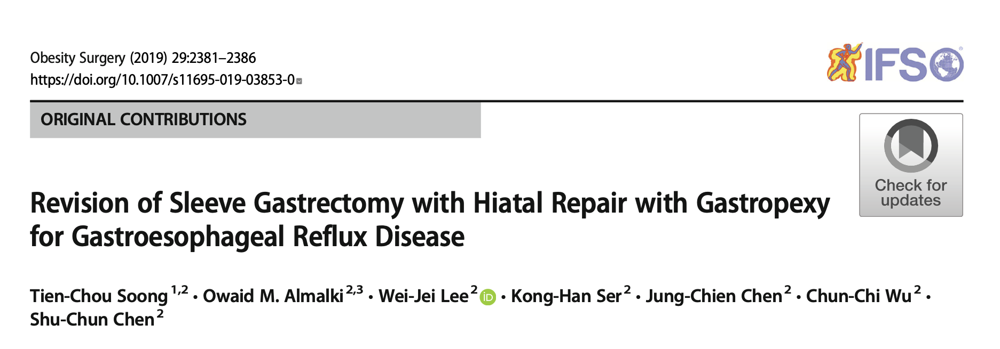 Obesity Surgery (2019) 29:2381–2386
https://doi.org/10.1007/s11695-019-03853-0
IFSO®
ORIGINAL CONTRIBUTIONS
Check for
updates
Revision of Sleeve Gastrectomy with Hiatal Repair with Gastropexy
for Gastroesophageal Reflux Disease
Tien-Chou Soong 1,2 • Owaid M. Almalki 2,3 • Wei-Jei Lee 2 iD • Kong-Han Ser 2 • Jung-Chien Chen 2 • Chun-Chi Wu 2 •
Shu-Chun Chen 2